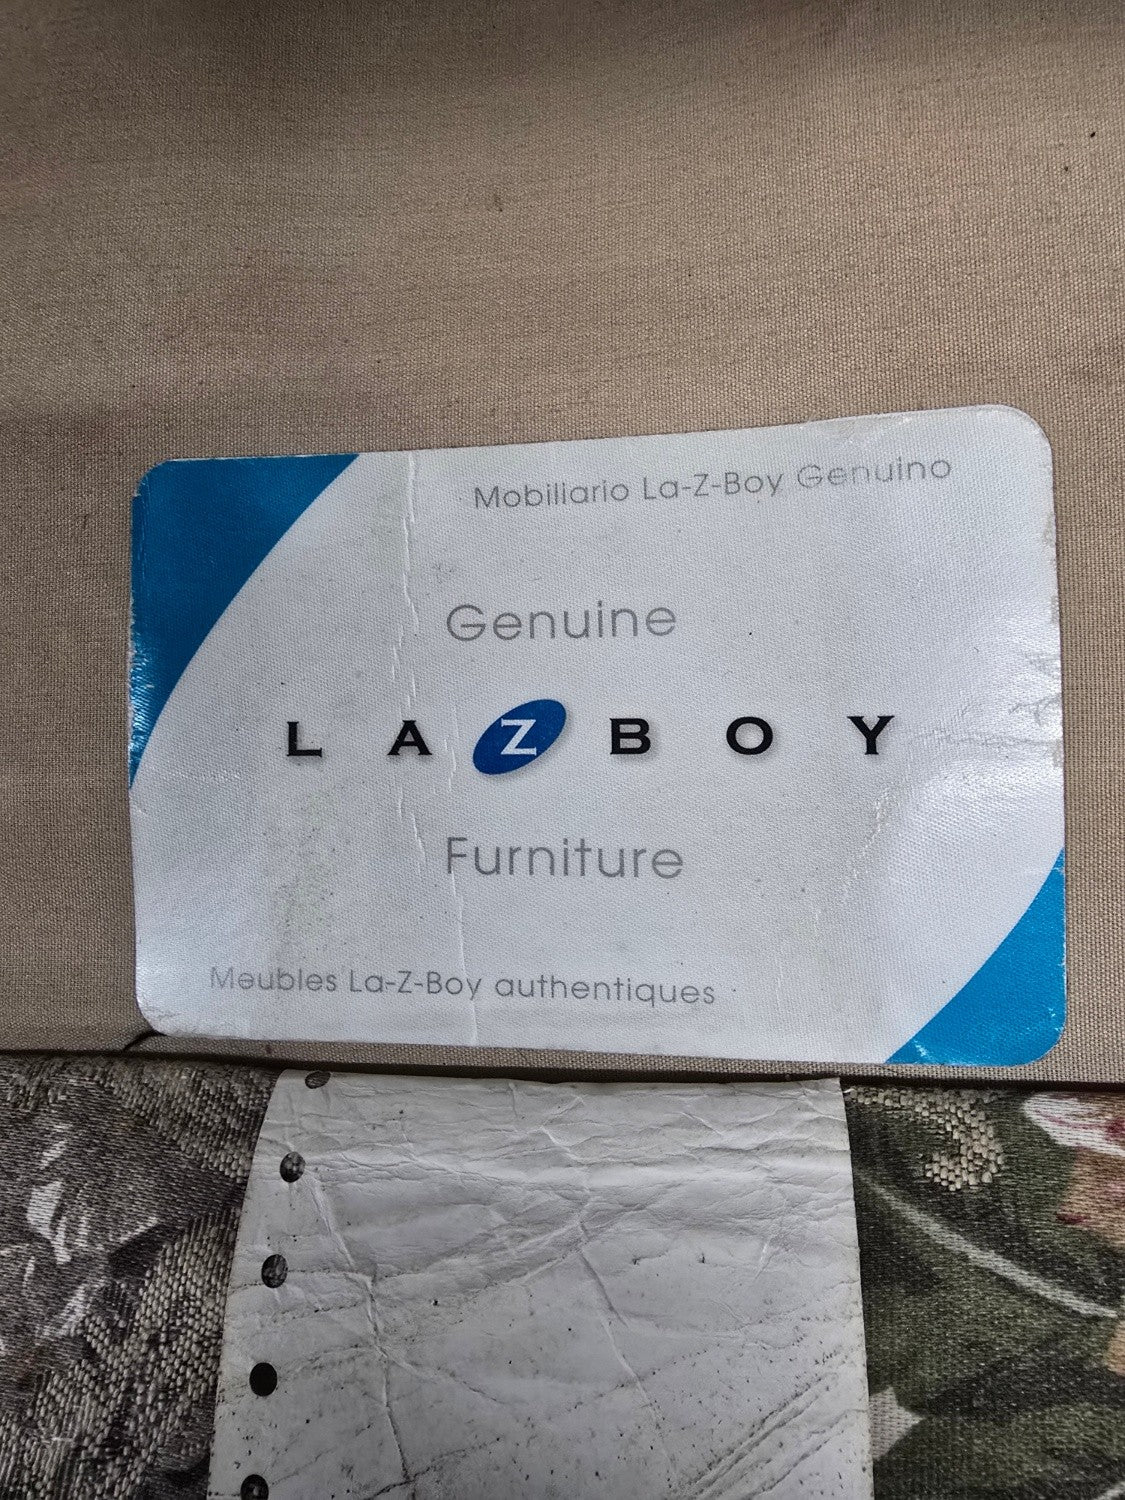 Mobiliario La-Z-Boy Genuino
Genuine
LAZBOY
Furniture
Meubles La-Z-Boy authentiques